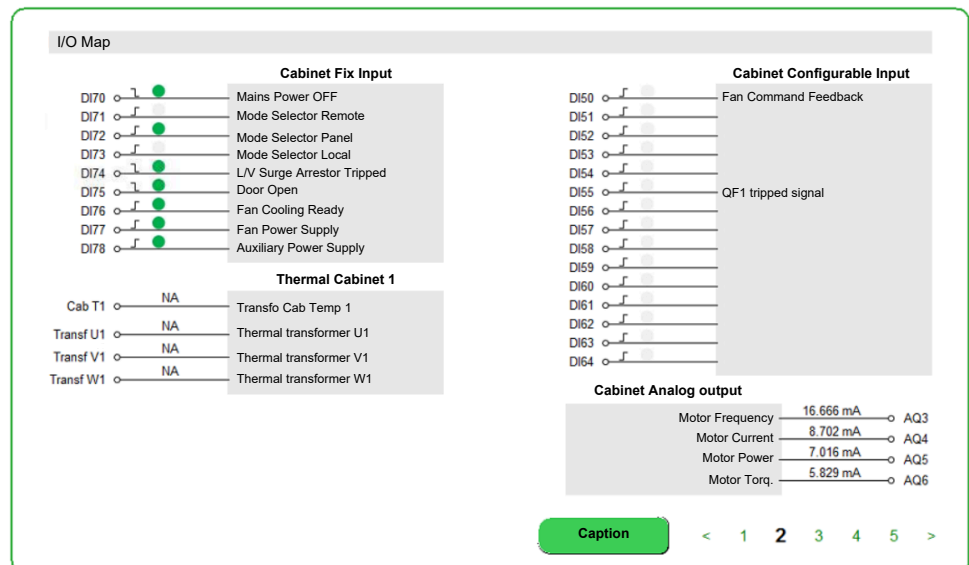 I/O Map
Cabinet Fix Input
DI70 Mains Power OFF
DI71 Mode Selector Remote
DI72 Mode Selector Panel
DI73 Mode Selector Local
DI74 L/V Surge Arrestor Tripped
DI75 Door Open
DI76 Fan Cooling Ready
DI77 Fan Power Supply
DI78 Auxiliary Power Supply
Thermal Cabinet 1
Cab T1 NA Transfo Cab Temp 1
Transf U1 NA Thermal transformer U1
Transf V1 NA Thermal transformer V1
Transf W1 NA Thermal transformer W1
Cabinet Configurable Input
DI50 Fan Command Feedback
DI51
DI52
DI53
DI54
DI55 QF1 tripped signal
DI56
DI57
DI58
DI59
DI60
DI61
DI62
DI63
DI64
Cabinet Analog output
Motor Frequency 16.666 mA AQ3
Motor Current 8.702 mA AQ4
Motor Power 7.016 mA AQ5
Motor Torq. 5.829 mA AQ6
Caption < 1 2 3 4 5 >